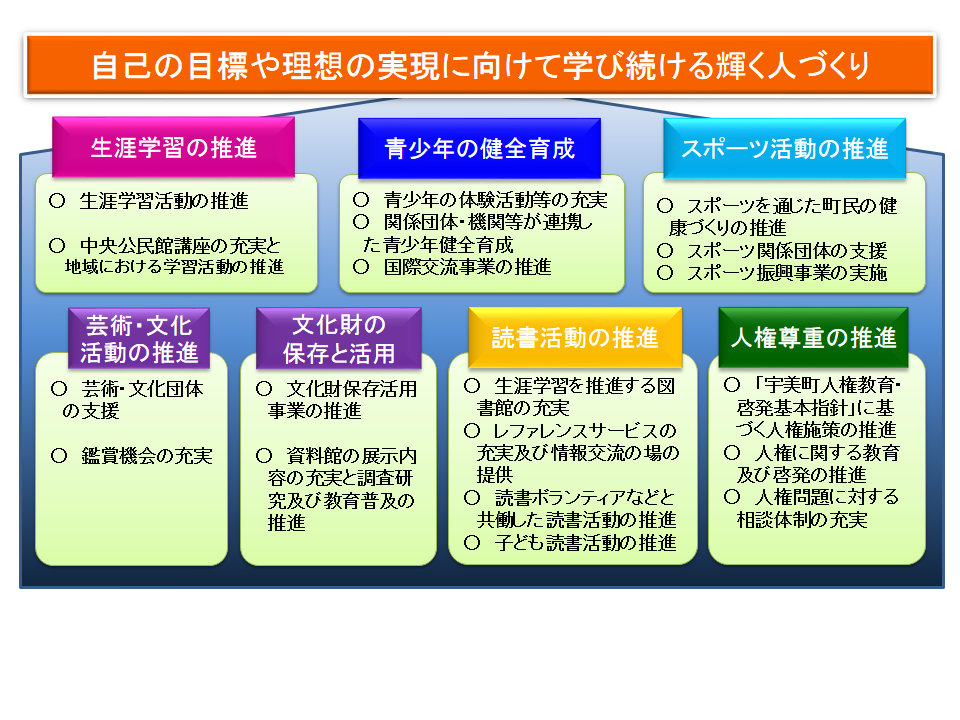 自己の目標や理想の実現に向けて学び続ける輝く人づくり
生涯学習の推進
〇 生涯学習活動の推進
〇 中央公民館講座の充実と
地域における学習活動の推進
青少年の健全育成
〇 青少年の体験活動等の充実
〇 関係団体・機関等が連携し
た青少年健全育成
〇 国際交流事業の推進
スポーツ活動の推進
〇 スポーツを通じた町民の健
康づくりの推進
〇 スポーツ関係団体の支援
〇 スポーツ振興事業の実施
芸術・文化
活動の推進
〇 芸術・文化団体
の支援
〇 鑑賞機会の充実
文化財の
保存と活用
〇 文化財保存活用
事業の推進
〇 資料館の展示内
容の充実と調査研
究及び教育普及の
推進
読書活動の推進
〇 生涯学習を推進する図
書館の充実
〇 レファレンスサービスの
充実及び情報交流の場の
提供
〇 読書ボランティアなどと
共働した読書活動の推進
〇 子ども読書活動の推進
人権尊重の推進
〇 「宇美町人権教育・
啓発基本指針」に基
づく人権施策の推進
〇 人権に関する教育
及び啓発の推進
〇 人権問題に対する
相談体制の充実